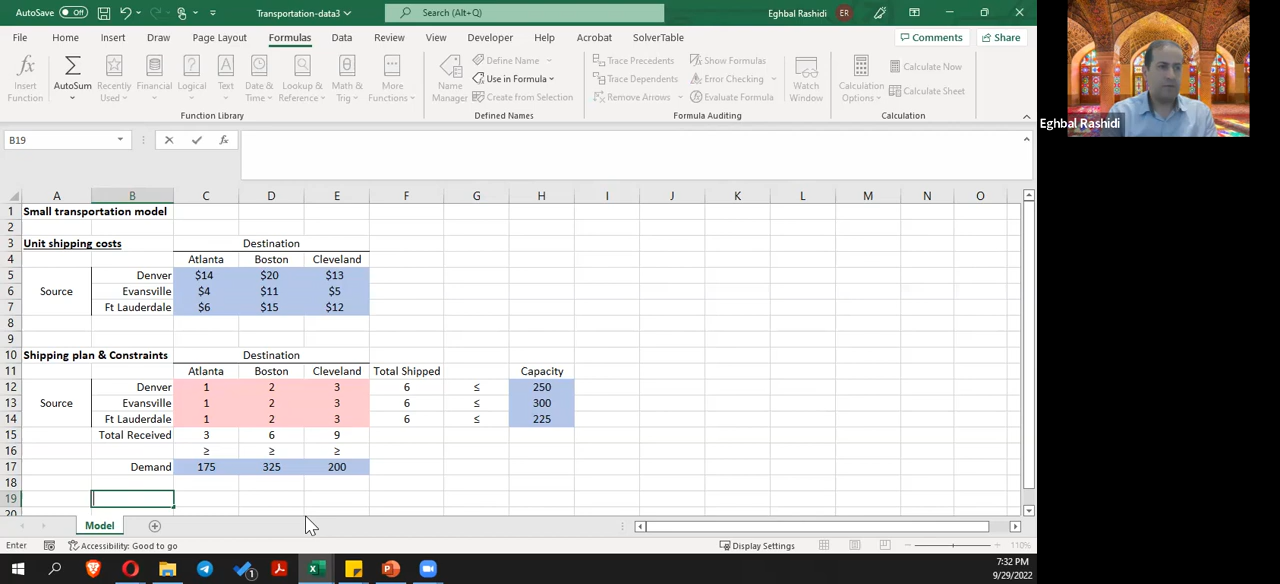 AutoSave Off Transportation-data3 Search (Alt+Q) Eghbal Rashidi ER
File Home Insert Draw Page Layout Formulas Data Review View Developer Help Acrobat SolverTable Comments Share
Insert Function AutoSum Recently Used Financial Logical Text Date & Time Lookup & Reference Math & Trig More Functions Name Manager Define Name Use in Formula Create from Selection Trace Precedents Trace Dependents Remove Arrows Show Formulas Error Checking Evaluate Formula Watch Window Calculation Options Calculate Now Calculate Sheet
Function Library Defined Names Formula Auditing Calculation
Eghbal Rashidi
B19 fx
A B C D E F G H I J K L M N O
1 Small transportation model
2
3 Unit shipping costs Destination
4 Atlanta Boston Cleveland
5 Denver $14 $20 $13
6 Source Evansville $4 $11 $5
7 Ft Lauderdale $6 $15 $12
8
9
10 Shipping plan & Constraints Destination
11 Atlanta Boston Cleveland Total Shipped Capacity
12 Denver 1 2 3 6 ≤ 250
13 Source Evansville 1 2 3 6 ≤ 300
14 Ft Lauderdale 1 2 3 6 ≤ 225
15 Total Received 3 6 9
16 ≥ ≥ ≥
17 Demand 175 325 200
18
19
20
Model
Enter Accessibility: Good to go Display Settings 110%
7:32 PM
9/29/2022